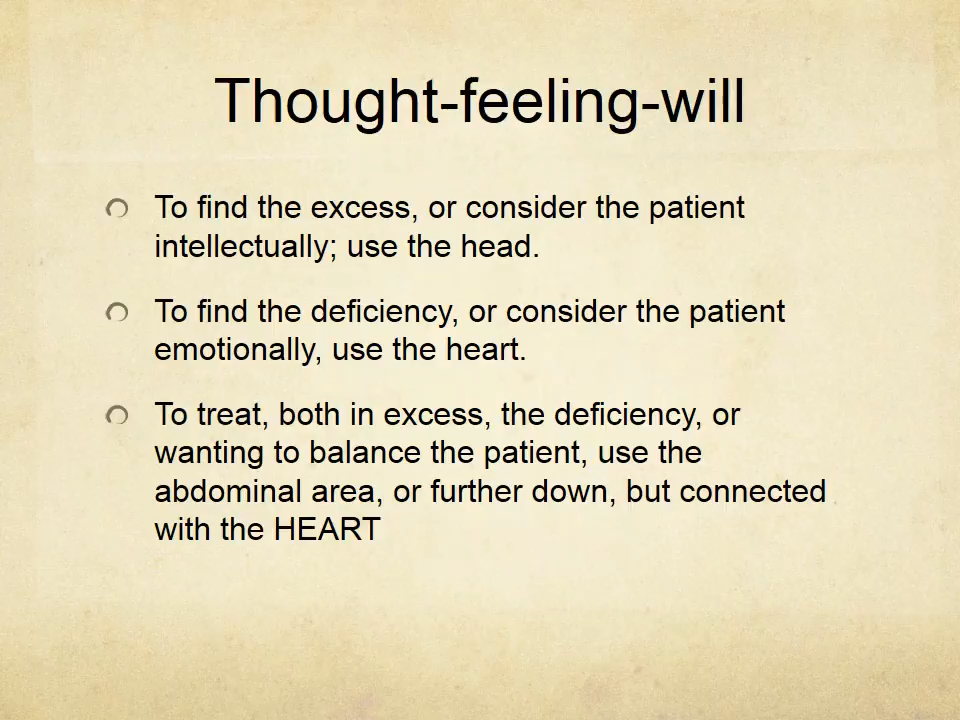 Thought-feeling-will
To find the excess, or consider the patient
intellectually; use the head.
To find the deficiency, or consider the patient
emotionally, use the heart.
To treat, both in excess, the deficiency, or
wanting to balance the patient, use the
abdominal area, or further down, but connected
with the HEART